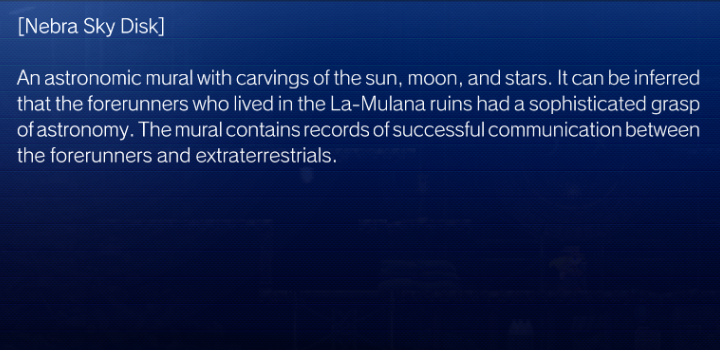 [Nebra Sky Disk]
An astronomic mural with carvings of the sun, moon, and stars. It can be inferred
that the forerunners who lived in the La-Mulana ruins had a sophisticated grasp
of astronomy. The mural contains records of successful communication between
the forerunners and extraterrestrials.